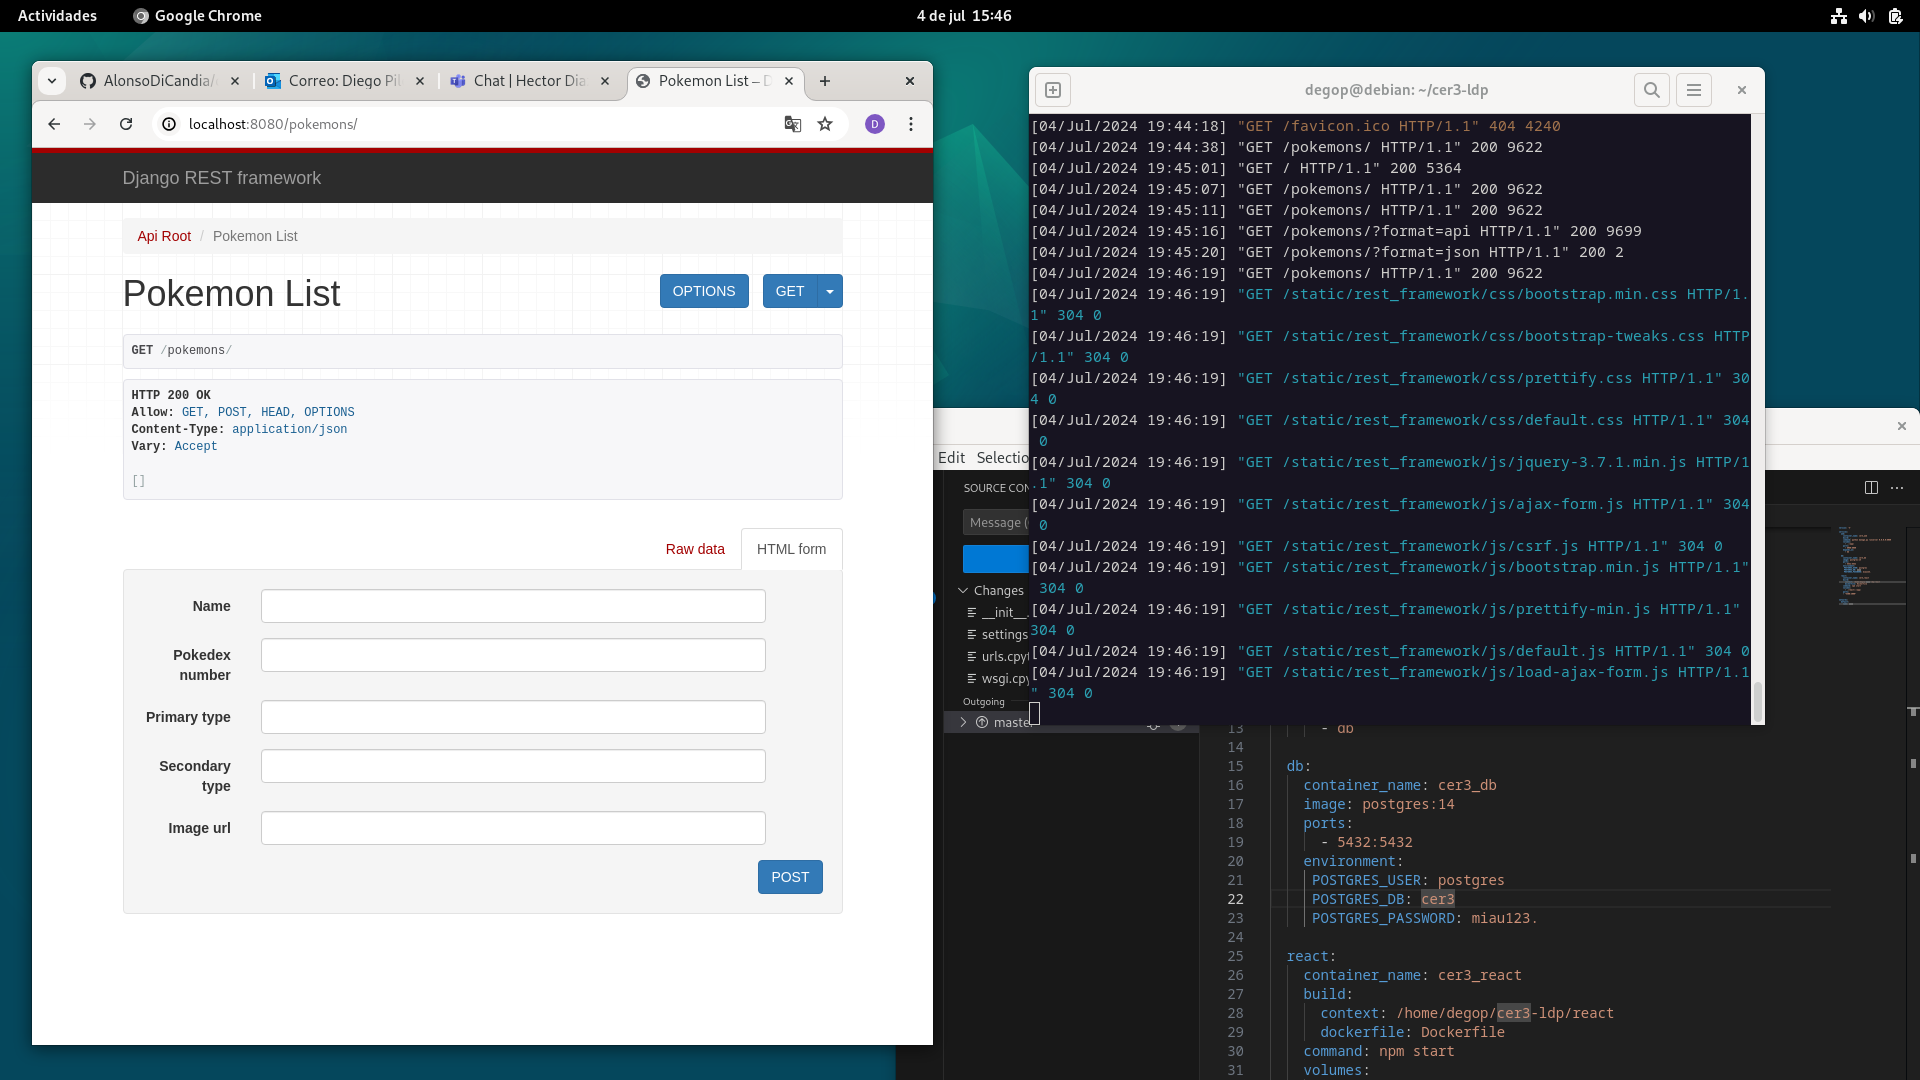 Actividades
Google Chrome
4 de jul 15:46
AlonsoDiCandia/
Correo: Diego Pi
Chat | Hector Dia
Pokemon List – D
localhost:8080/pokemons/
D
Django REST framework
Api Root / Pokemon List
Pokemon List
OPTIONS
GET
GET /pokemons/
HTTP 200 OK
Allow: GET, POST, HEAD, OPTIONS
Content-Type: application/json
Vary: Accept
[]
Raw data
HTML form
Name
Pokedex
number
Primary type
Secondary
type
Image url
POST
degop@debian: ~/cer3-ldp
[04/Jul/2024 19:44:18] "GET /favicon.ico HTTP/1.1" 404 4240
[04/Jul/2024 19:44:38] "GET /pokemons/ HTTP/1.1" 200 9622
[04/Jul/2024 19:45:01] "GET / HTTP/1.1" 200 5364
[04/Jul/2024 19:45:07] "GET /pokemons/ HTTP/1.1" 200 9622
[04/Jul/2024 19:45:11] "GET /pokemons/ HTTP/1.1" 200 9622
[04/Jul/2024 19:45:16] "GET /pokemons/?format=api HTTP/1.1" 200 9699
[04/Jul/2024 19:45:20] "GET /pokemons/?format=json HTTP/1.1" 200 2
[04/Jul/2024 19:46:19] "GET /pokemons/ HTTP/1.1" 200 9622
[04/Jul/2024 19:46:19] "GET /static/rest_framework/css/bootstrap.min.css HTTP/1.
1" 304 0
[04/Jul/2024 19:46:19] "GET /static/rest_framework/css/bootstrap-tweaks.css HTTP
/1.1" 304 0
[04/Jul/2024 19:46:19] "GET /static/rest_framework/css/prettify.css HTTP/1.1" 30
4 0
[04/Jul/2024 19:46:19] "GET /static/rest_framework/css/default.css HTTP/1.1" 304
0
[04/Jul/2024 19:46:19] "GET /static/rest_framework/js/jquery-3.7.1.min.js HTTP/1
.1" 304 0
[04/Jul/2024 19:46:19] "GET /static/rest_framework/js/ajax-form.js HTTP/1.1" 304
0
[04/Jul/2024 19:46:19] "GET /static/rest_framework/js/csrf.js HTTP/1.1" 304 0
[04/Jul/2024 19:46:19] "GET /static/rest_framework/js/bootstrap.min.js HTTP/1.1"
304 0
[04/Jul/2024 19:46:19] "GET /static/rest_framework/js/prettify-min.js HTTP/1.1"
304 0
[04/Jul/2024 19:46:19] "GET /static/rest_framework/js/default.js HTTP/1.1" 304 0
[04/Jul/2024 19:46:19] "GET /static/rest_framework/js/load-ajax-form.js HTTP/1.1
" 304 0
Edit Selectio
SOURCE CON
Message (
Changes
__init__.
settings
urls.cpy
wsgi.cpy
Outgoing
master
13 - db
14
15 db:
16 container_name: cer3_db
17 image: postgres:14
18 ports:
19 - 5432:5432
20 environment:
21 POSTGRES_USER: postgres
22 POSTGRES_DB: cer3
23 POSTGRES_PASSWORD: miau123.
24
25 react:
26 container_name: cer3_react
27 build:
28 context: /home/degop/cer3-ldp/react
29 dockerfile: Dockerfile
30 command: npm start
31 volumes: